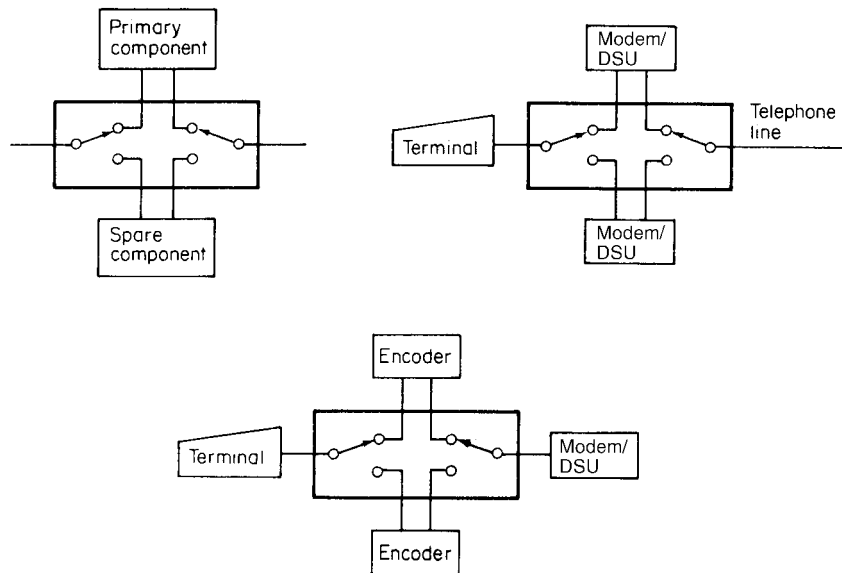 Primary
component
Spare
component
Modem/
DSU
Terminal
Telephone
line
Modem/
DSU
Encoder
Terminal
Modem/
DSU
Encoder